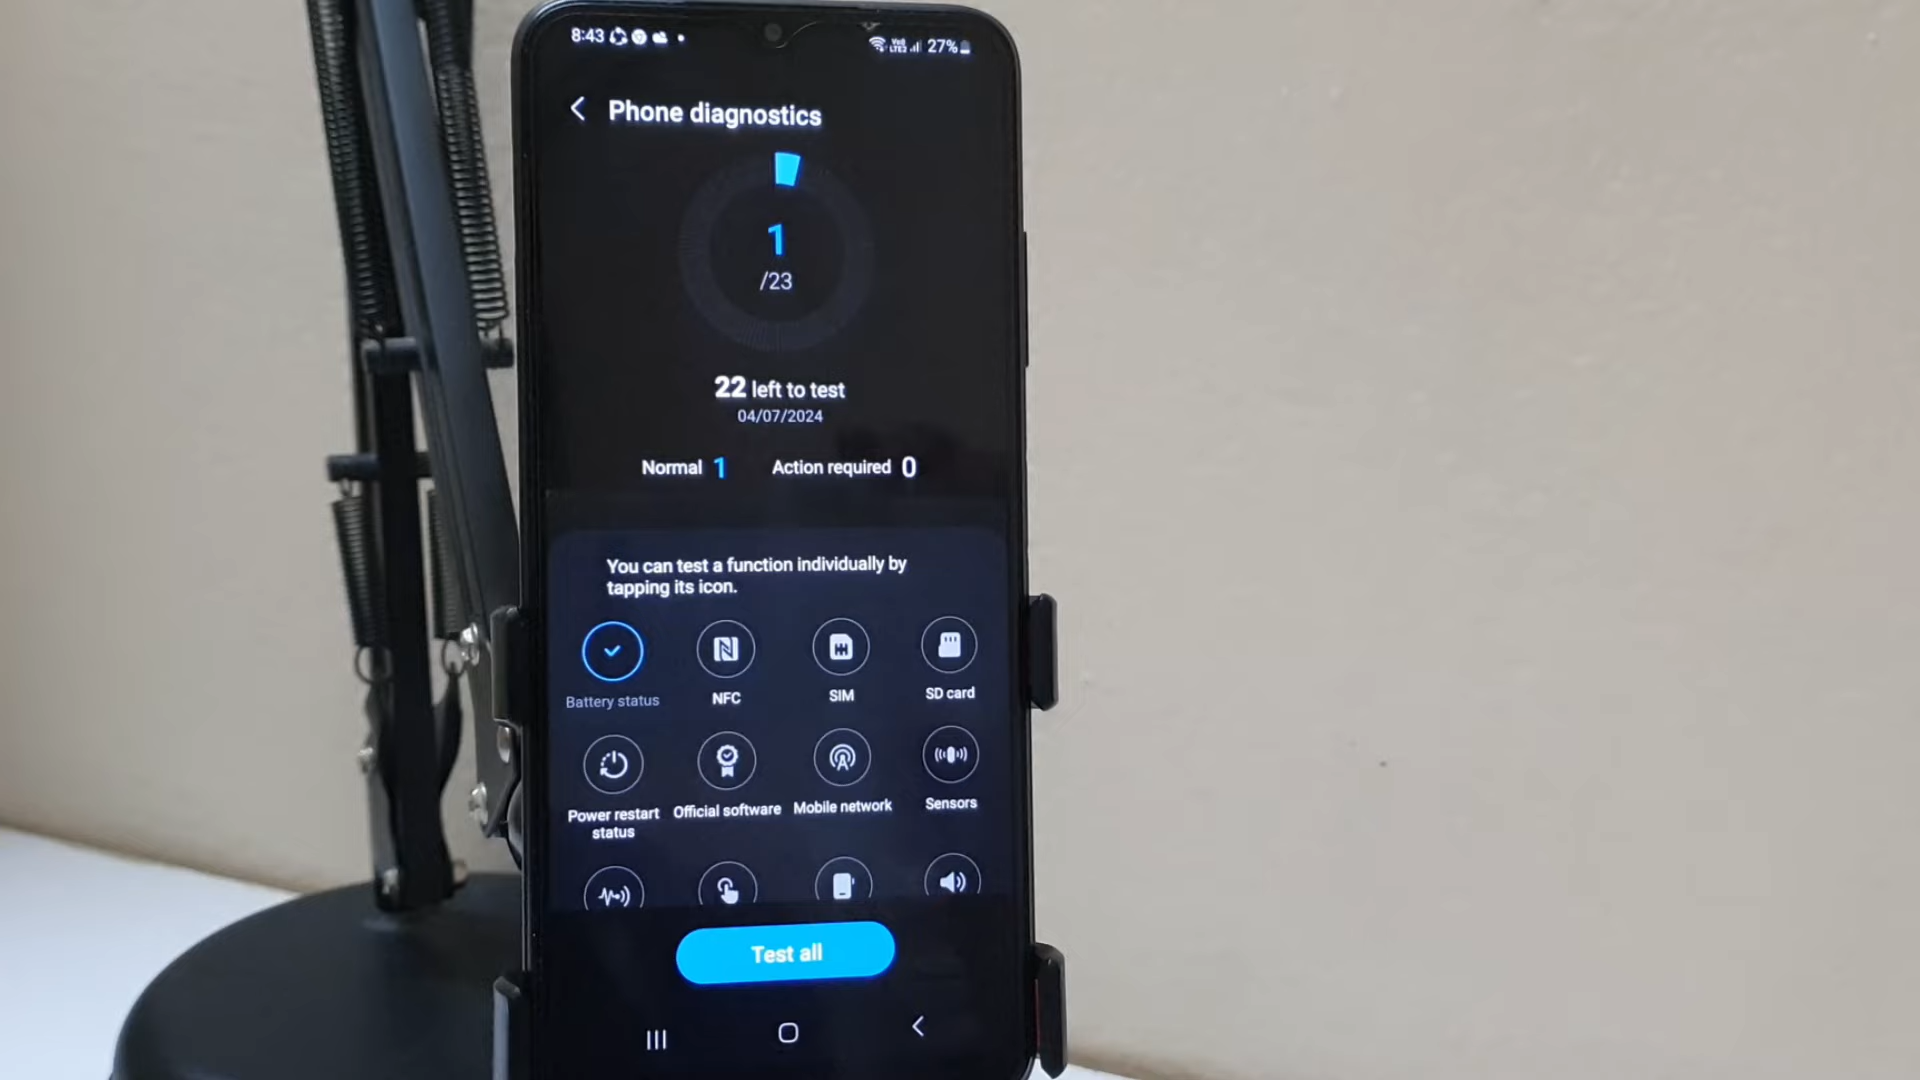 8:43 27%
Phone diagnostics
1
/23
22 left to test
04/07/2024
Normal 1 Action required 0
You can test a function individually by
tapping its icon.
Battery status NFC SIM SD card
Power restart
status
Official software Mobile network Sensors
Test all